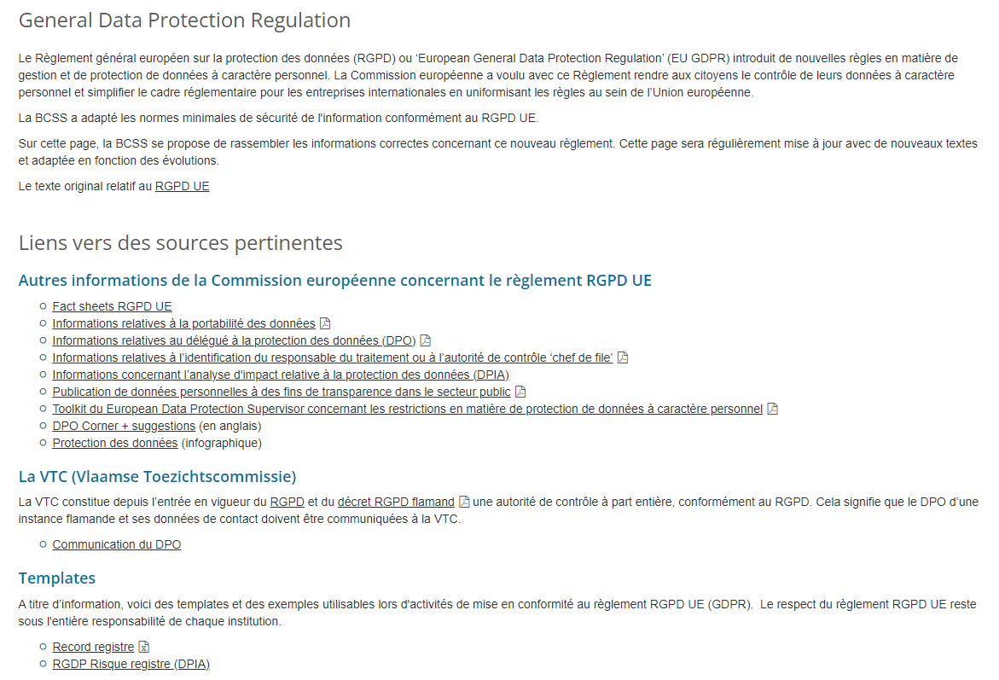 General Data Protection Regulation
Le Règlement général européen sur la protection des données (RGPD) ou ‘European General Data Protection Regulation’ (EU GDPR) introduit de nouvelles règles en matière de
gestion et de protection de données à caractère personnel. La Commission européenne a voulu avec ce Règlement rendre aux citoyens le contrôle de leurs données à caractère
personnel et simplifier le cadre réglementaire pour les entreprises internationales en uniformisant les règles au sein de l’Union européenne.
La BCSS a adapté les normes minimales de sécurité de l'information conformément au RGPD UE.
Sur cette page, la BCSS se propose de rassembler les informations correctes concernant ce nouveau règlement. Cette page sera régulièrement mise à jour avec de nouveaux textes
et adaptée en fonction des évolutions.
Le texte original relatif au RGPD UE
Liens vers des sources pertinentes
Autres informations de la Commission européenne concernant le règlement RGPD UE
Fact sheets RGPD UE
Informations relatives à la portabilité des données
Informations relatives au délégué à la protection des données (DPO)
Informations relatives à l’identification du responsable du traitement ou à l’autorité de contrôle ‘chef de file’
Informations concernant l’analyse d'impact relative à la protection des données (DPIA)
Publication de données personnelles à des fins de transparence dans le secteur public
Toolkit du European Data Protection Supervisor concernant les restrictions en matière de protection de données à caractère personnel
DPO Corner + suggestions (en anglais)
Protection des données (infographique)
La VTC (Vlaamse Toezichtscommissie)
La VTC constitue depuis l’entrée en vigueur du RGPD et du décret RGPD flamand une autorité de contrôle à part entière, conformément au RGPD. Cela signifie que le DPO d’une
instance flamande et ses données de contact doivent être communiquées à la VTC.
Communication du DPO
Templates
A titre d’information, voici des templates et des exemples utilisables lors d'activités de mise en conformité au règlement RGPD UE (GDPR).  Le respect du règlement RGPD UE reste
sous l'entière responsabilité de chaque institution.
Record registre
RGDP Risque registre (DPIA)